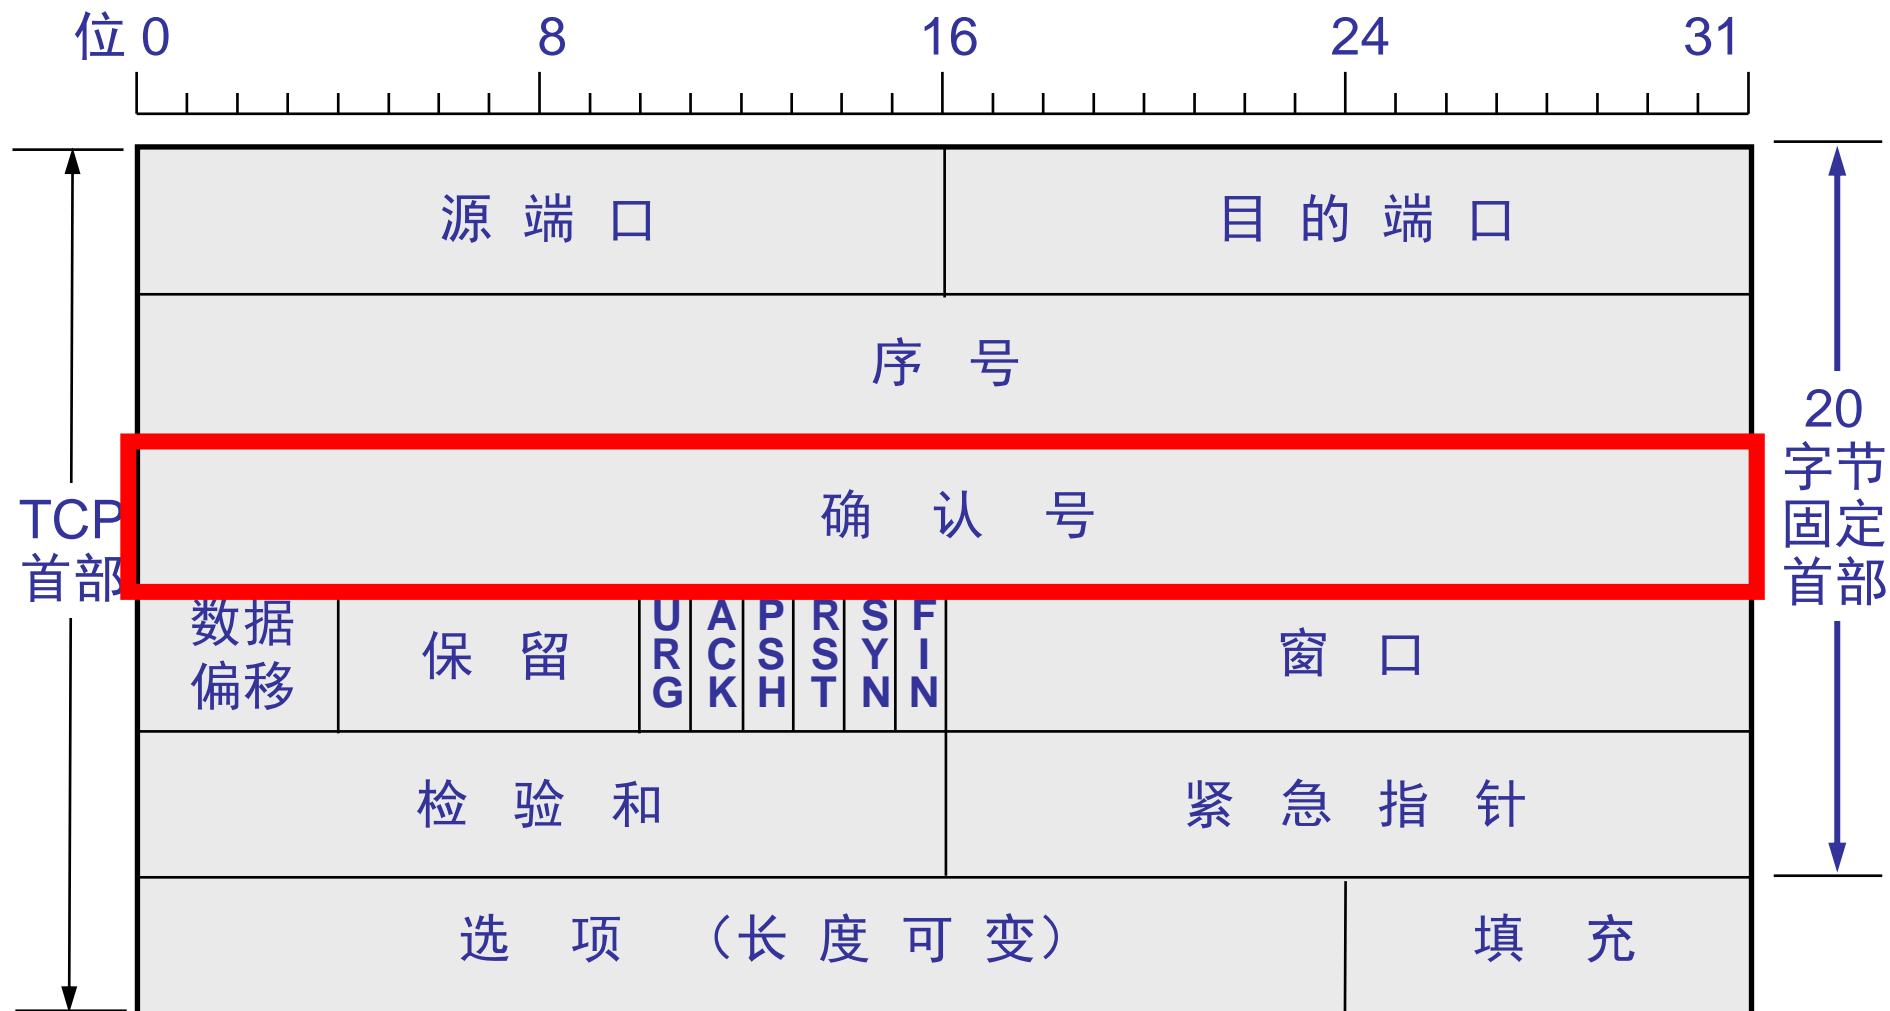 位 0 8 16 24 31
源端口 目的端口
序号
确认号
TCP
首部
20
字节
固定
首部
数据
偏移
保留
URG
ACK
PSH
RST
SYN
FIN
窗口
检验和 紧急指针
选项（长度可变） 填充